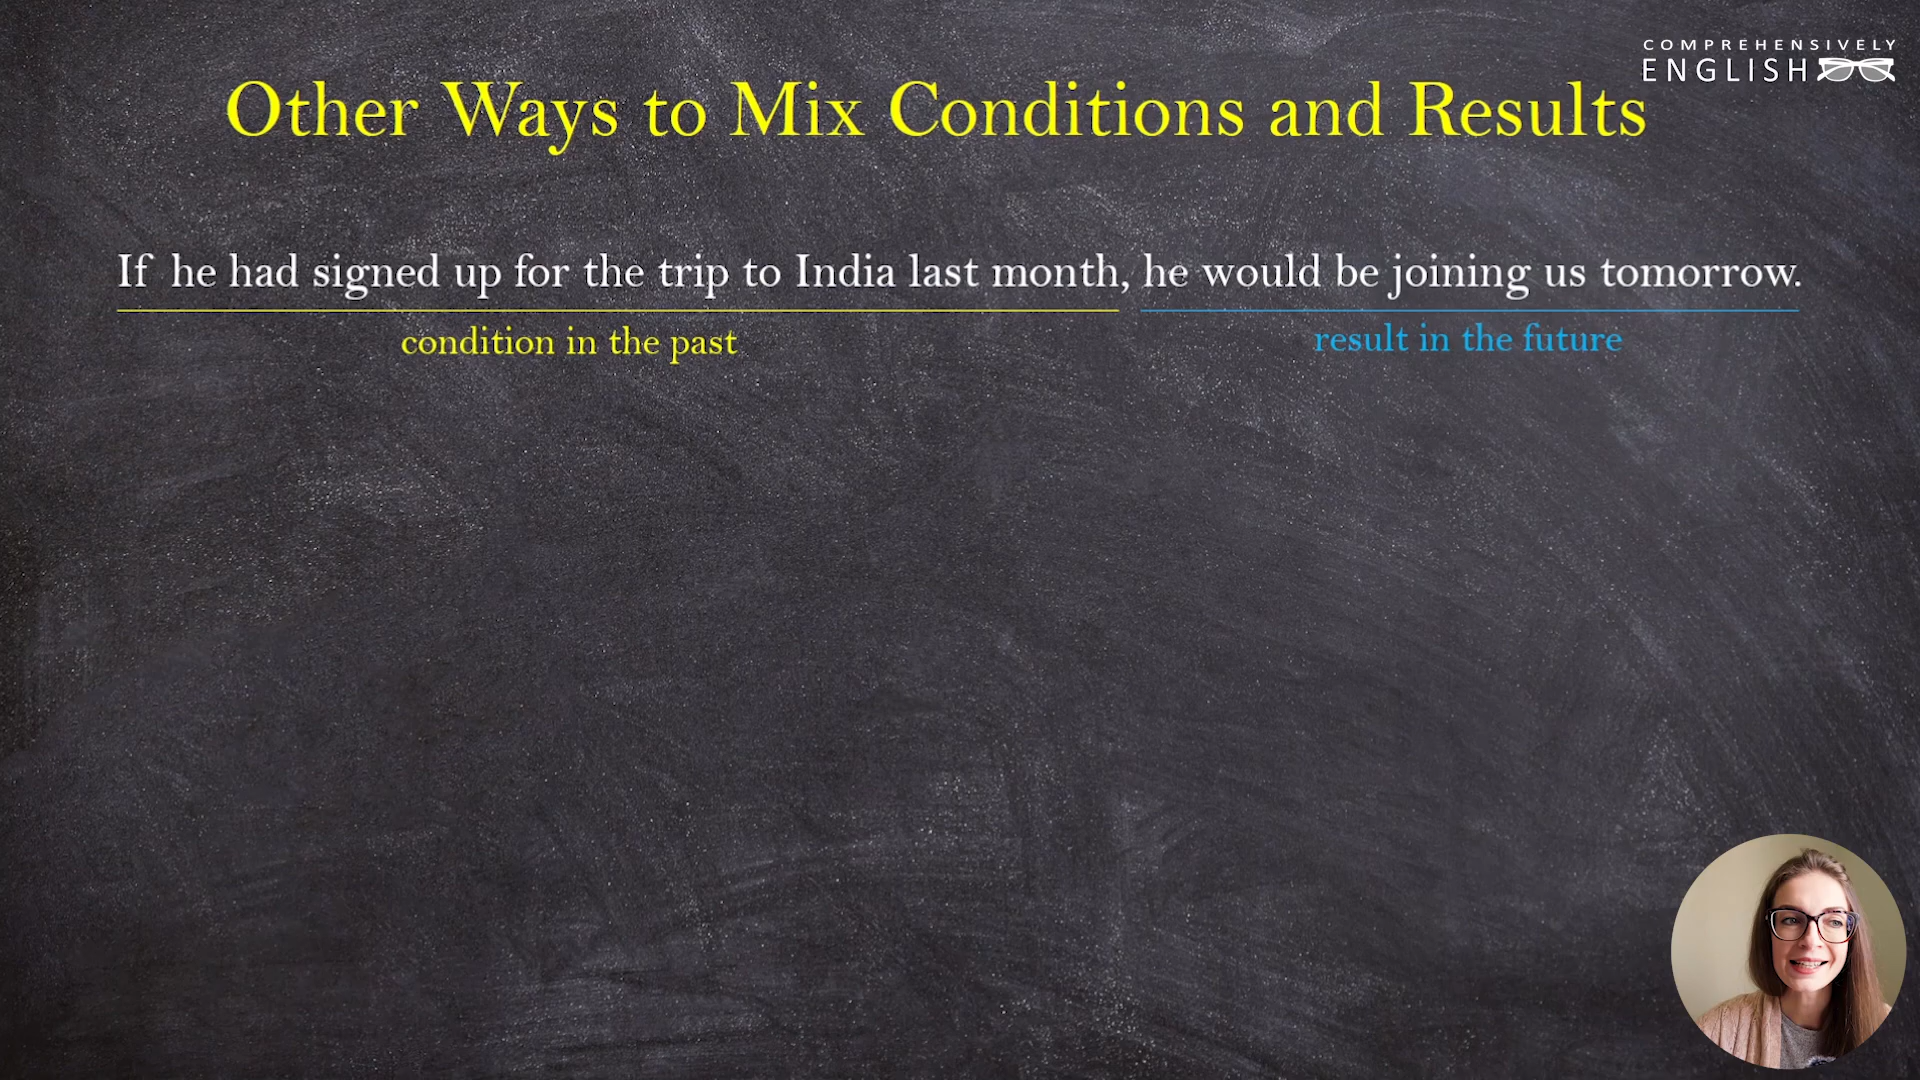 COMPREHENSIVELY
ENGLISH
Other Ways to Mix Conditions and Results
If he had signed up for the trip to India last month, he would be joining us tomorrow.
condition in the past
result in the future